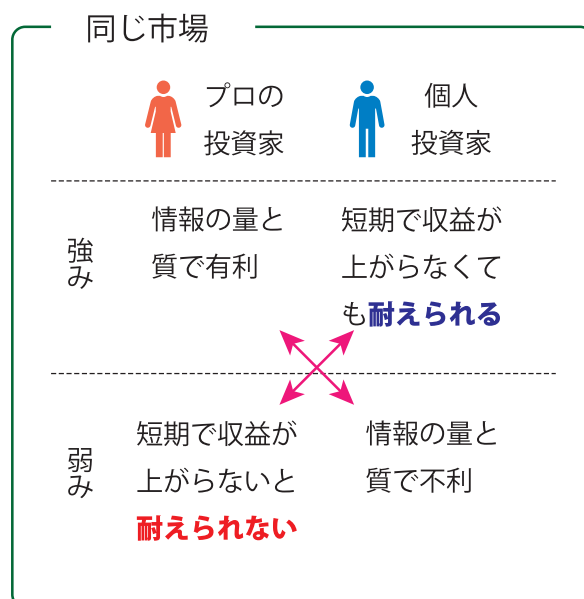 同じ市場
プロの
投資家
個人
投資家
強み
情報の量と
質で有利
短期で収益が
上がらなくて
も耐えられる
弱み
短期で収益が
上がらないと
耐えられない
情報の量と
質で不利